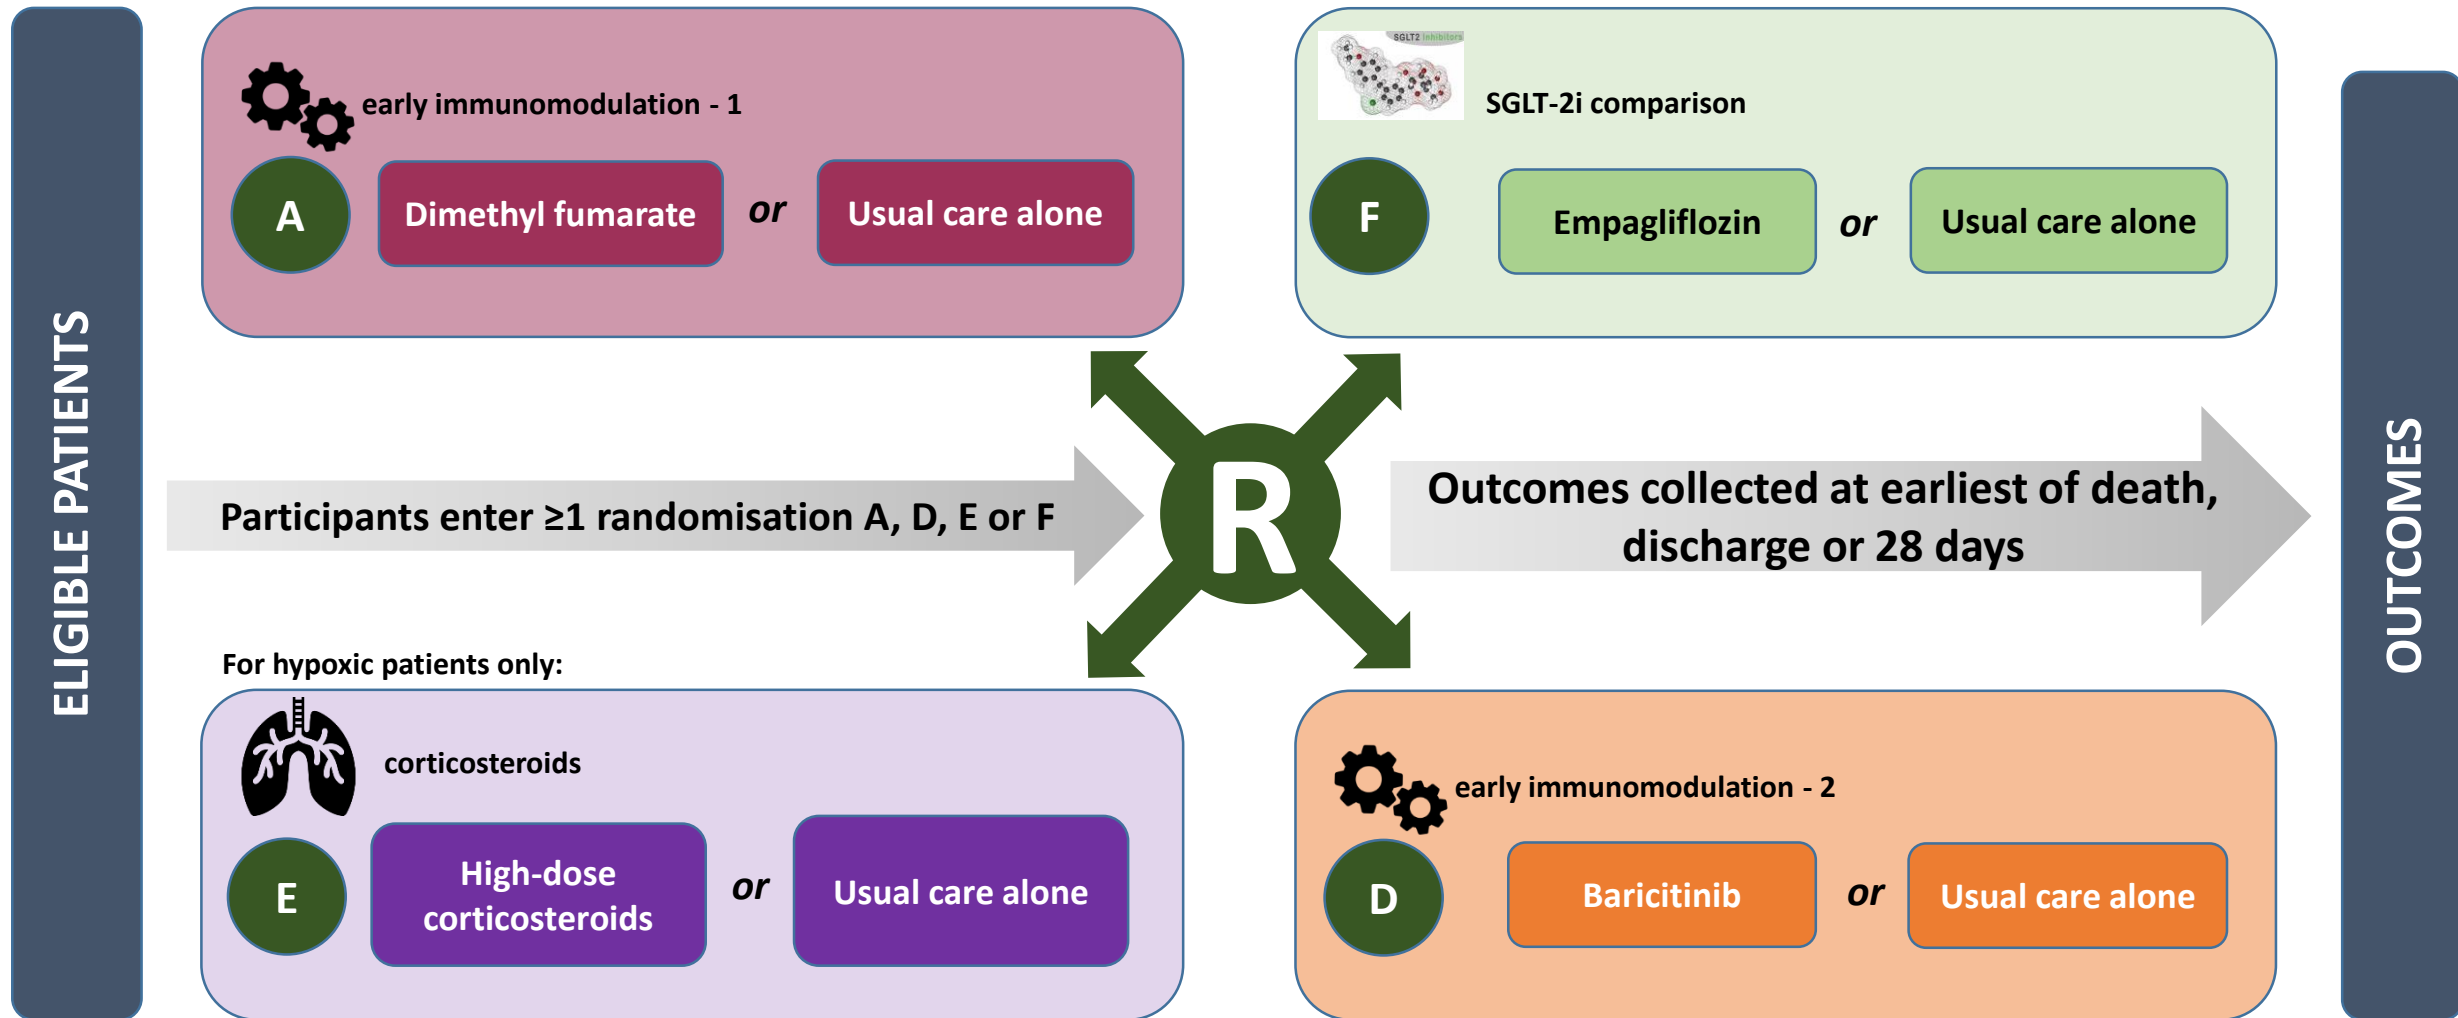 ELIGIBLE PATIENTS
early immunomodulation - 1
A
Dimethyl fumarate
or
Usual care alone
SGLT2 Inhibitors
SGLT-2i comparison
F
Empagliflozin
or
Usual care alone
Participants enter ≥1 randomisation A, D, E or F
R
Outcomes collected at earliest of death,
discharge or 28 days
For hypoxic patients only:
corticosteroids
E
High-dose
corticosteroids
or
Usual care alone
early immunomodulation - 2
D
Baricitinib
or
Usual care alone
OUTCOMES